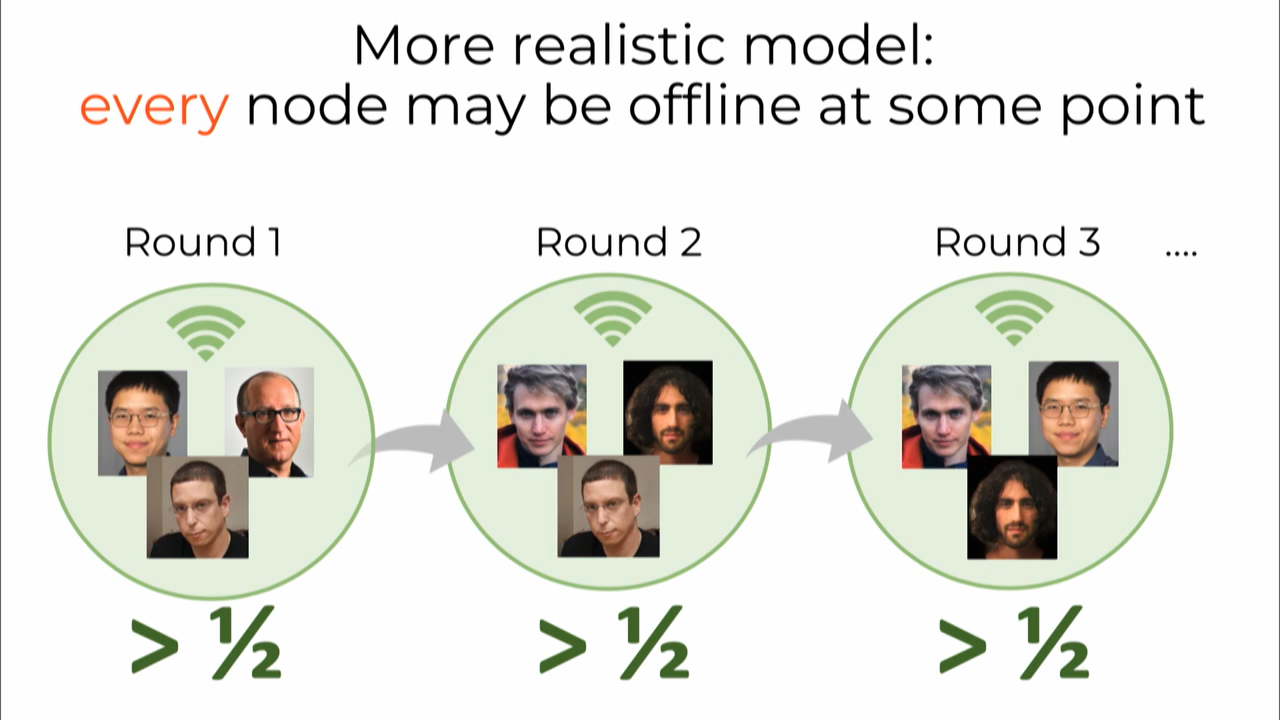 More realistic model:
every node may be offline at some point
Round 1
Round 2
Round 3
....
> ½
> ½
> ½